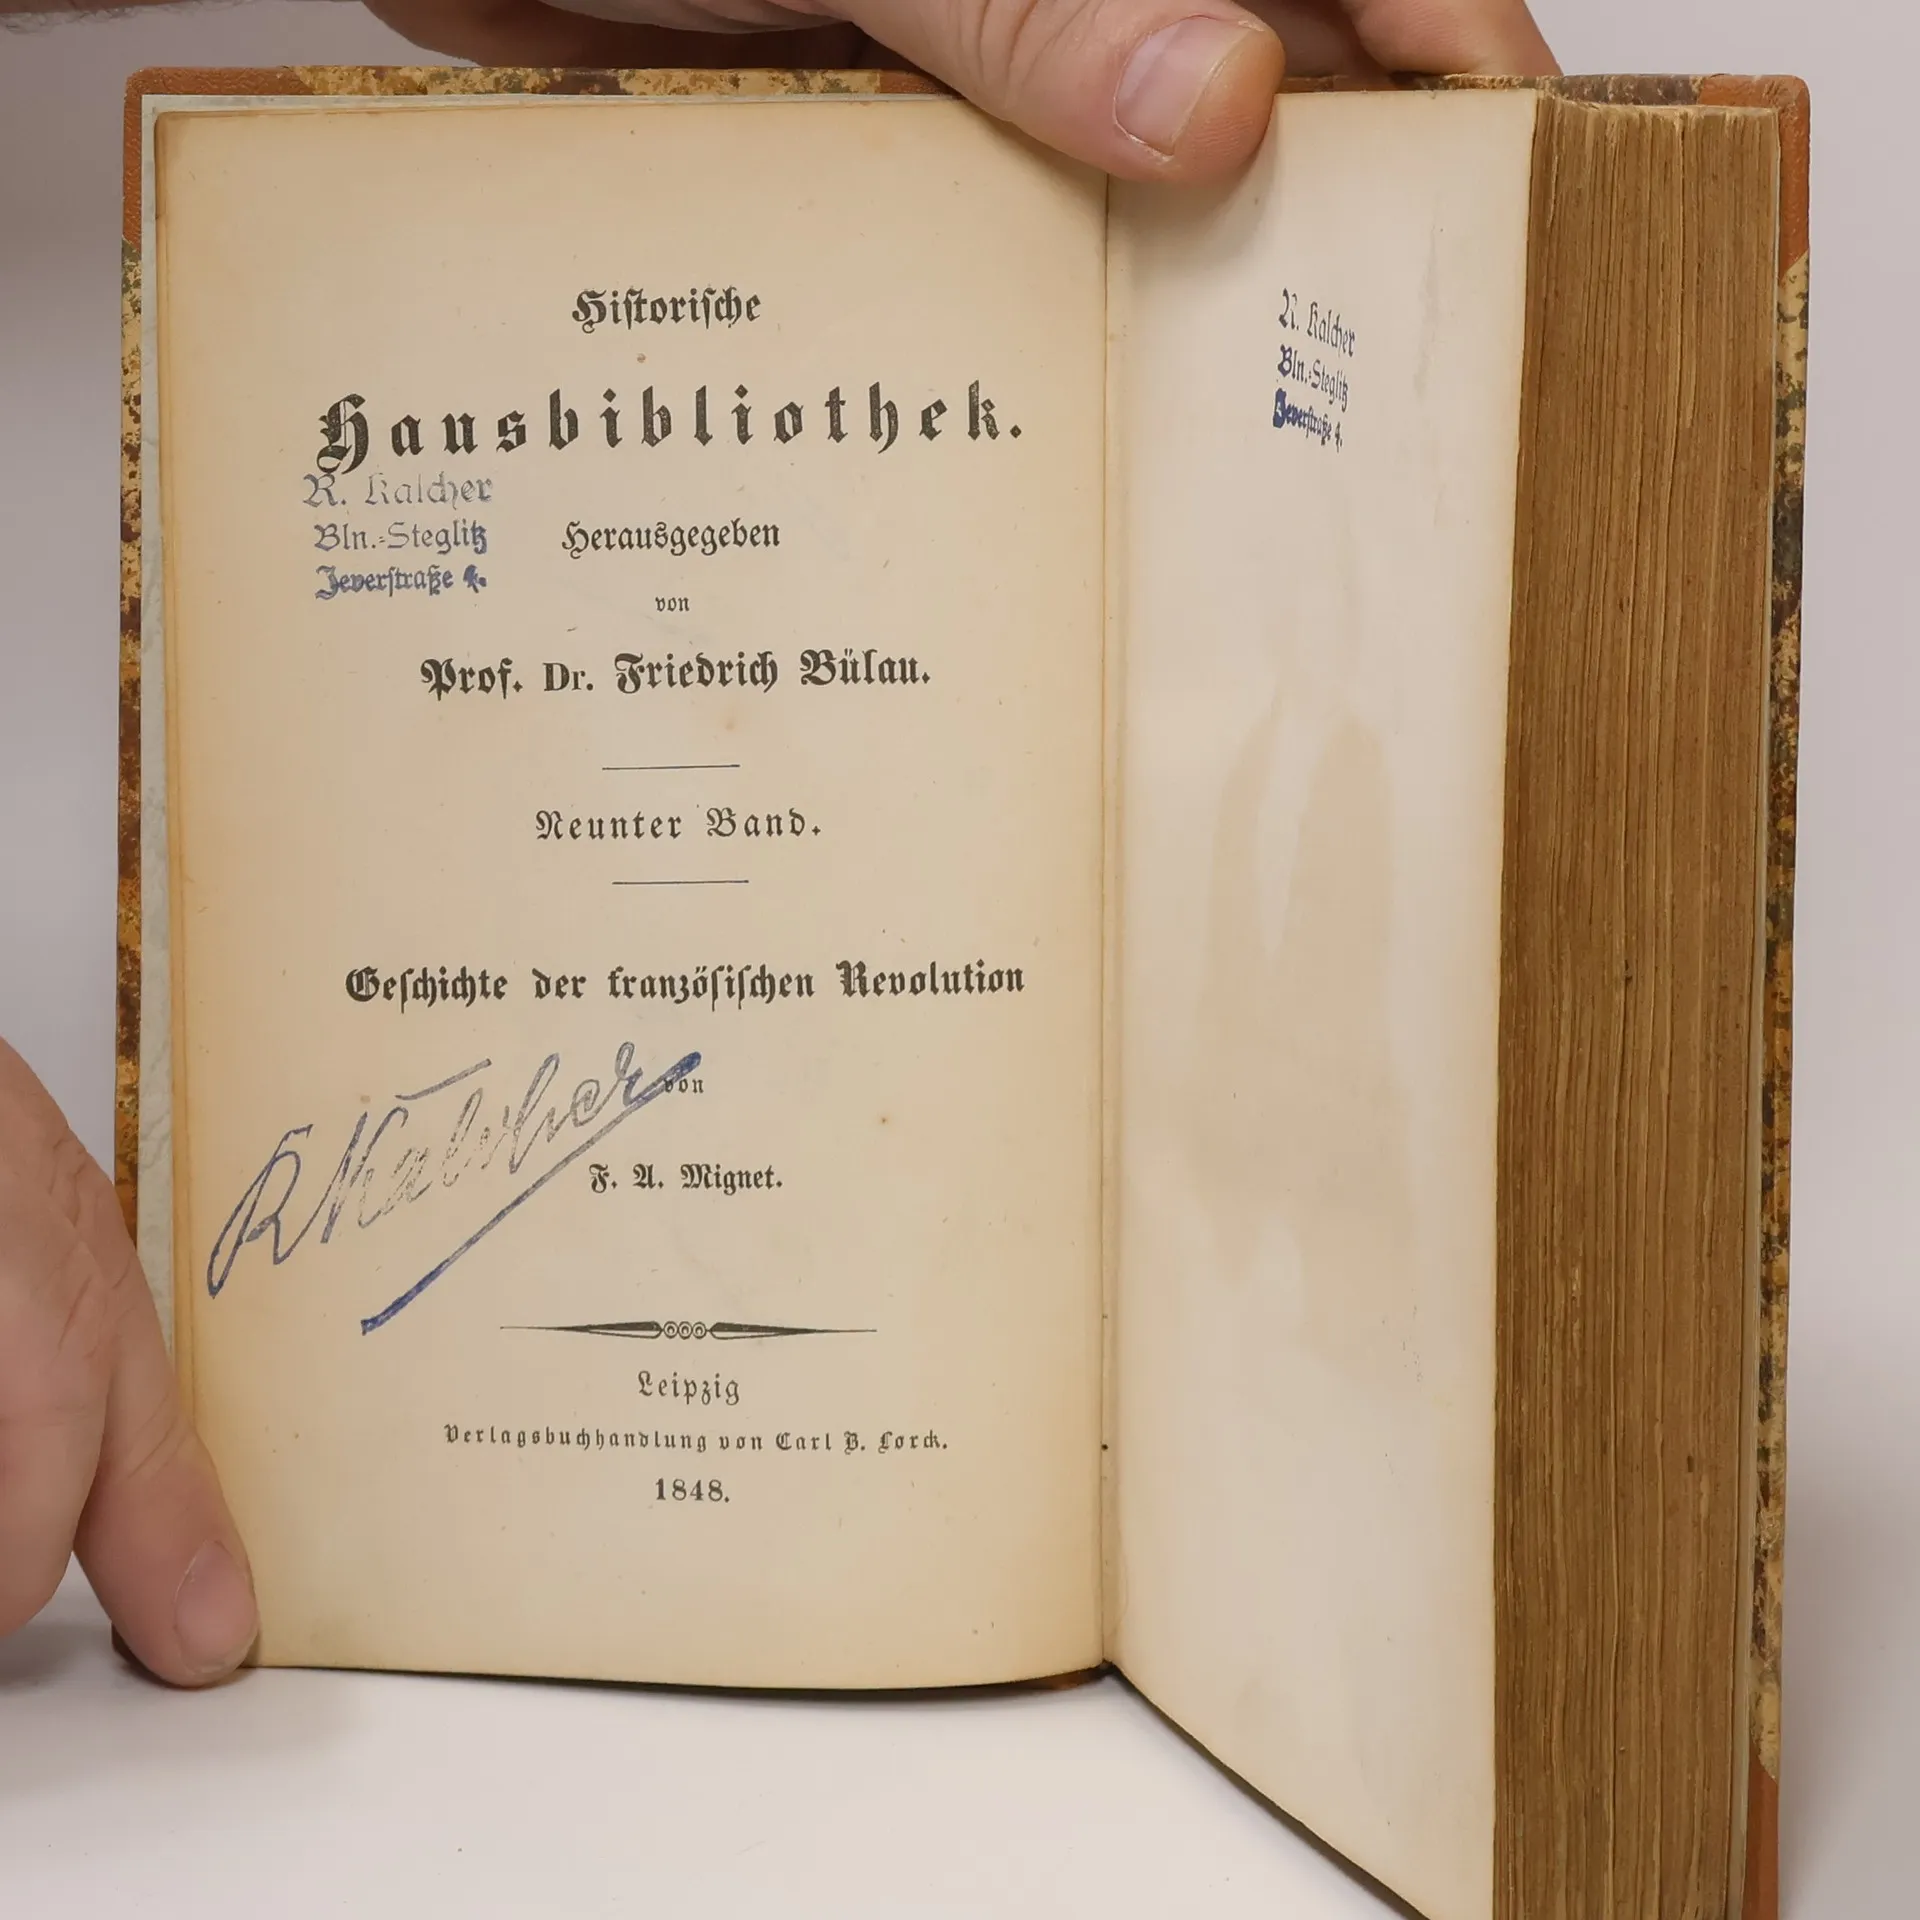 Historische
Hausbibliothek.
R. Kalcher
Bln.-Steglitz
Jeverstraße 4.
Herausgegeben
von
Prof. Dr. Friedrich Bülau.
Neunter Band.
Geschichte der französischen Revolution
von
R Kalcher
F. A. Mignet.
Leipzig
Verlagsbuchhandlung von Carl B. Lorck.
1848.
R. Kalcher
Bln.-Steglitz
Jeverstraße 4.